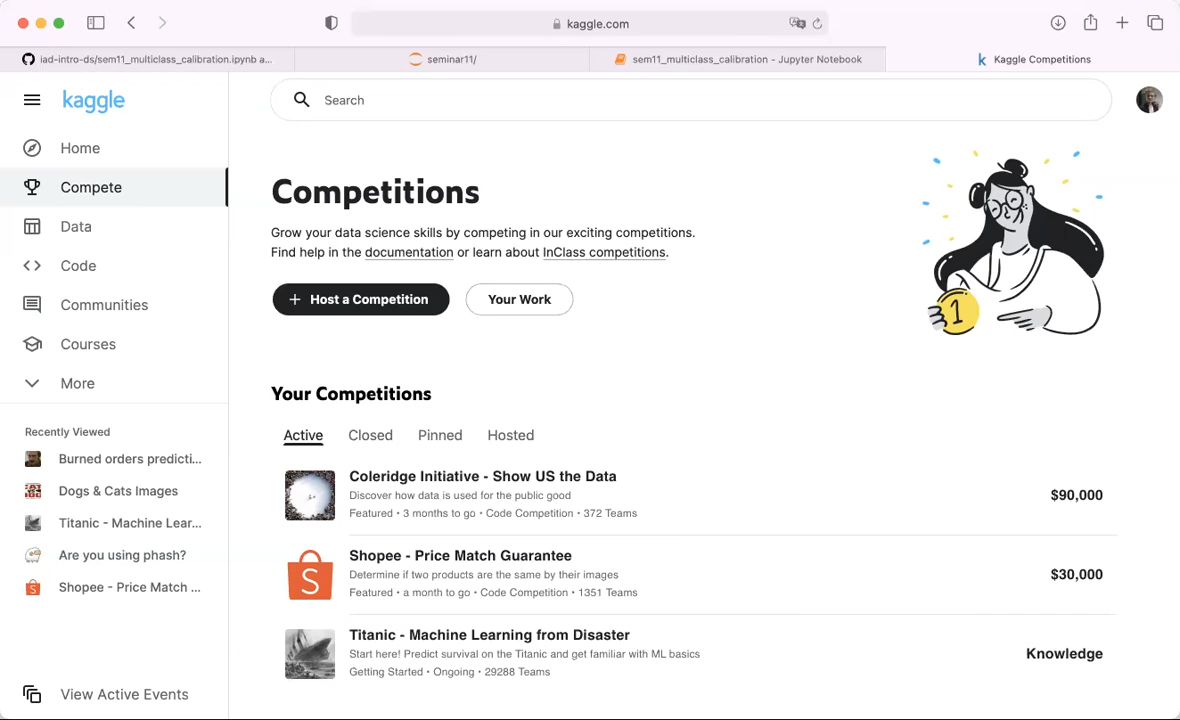 kaggle.com
iad-intro-ds/sem11_multiclass_calibration.ipynb a...
seminar11/
sem11_multiclass_calibration - Jupyter Notebook
k Kaggle Competitions
kaggle
Search
Home
Compete
Data
Code
Communities
Courses
More
Recently Viewed
Burned orders predicti...
Dogs & Cats Images
Titanic - Machine Lear...
Are you using phash?
Shopee - Price Match ...
View Active Events
Competitions
Grow your data science skills by competing in our exciting competitions.
Find help in the documentation or learn about InClass competitions.
+ Host a Competition
Your Work
1
Your Competitions
Active Closed Pinned Hosted
Coleridge Initiative - Show US the Data
Discover how data is used for the public good
Featured • 3 months to go • Code Competition • 372 Teams
$90,000
S
Shopee - Price Match Guarantee
Determine if two products are the same by their images
Featured • a month to go • Code Competition • 1351 Teams
$30,000
Titanic - Machine Learning from Disaster
Start here! Predict survival on the Titanic and get familiar with ML basics
Getting Started • Ongoing • 29288 Teams
Knowledge